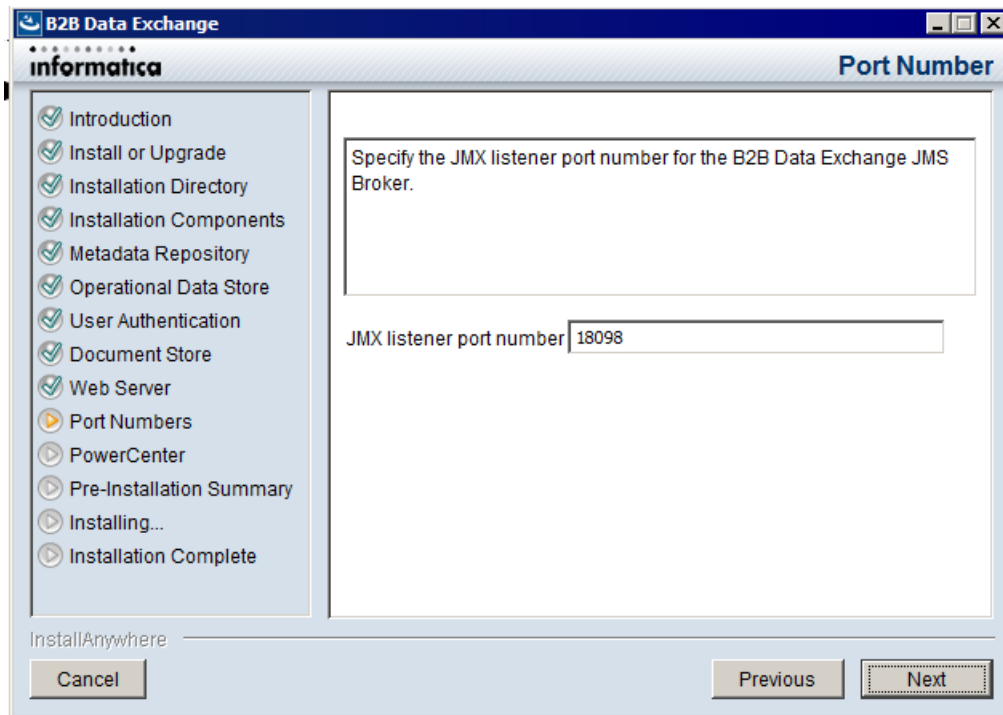 B2B Data Exchange
informatica
Port Number
Introduction
Install or Upgrade
Installation Directory
Installation Components
Metadata Repository
Operational Data Store
User Authentication
Document Store
Web Server
Port Numbers
PowerCenter
Pre-Installation Summary
Installing...
Installation Complete
Specify the JMX listener port number for the B2B Data Exchange JMS
Broker.
JMX listener port number 18098
InstallAnywhere
Cancel Previous Next